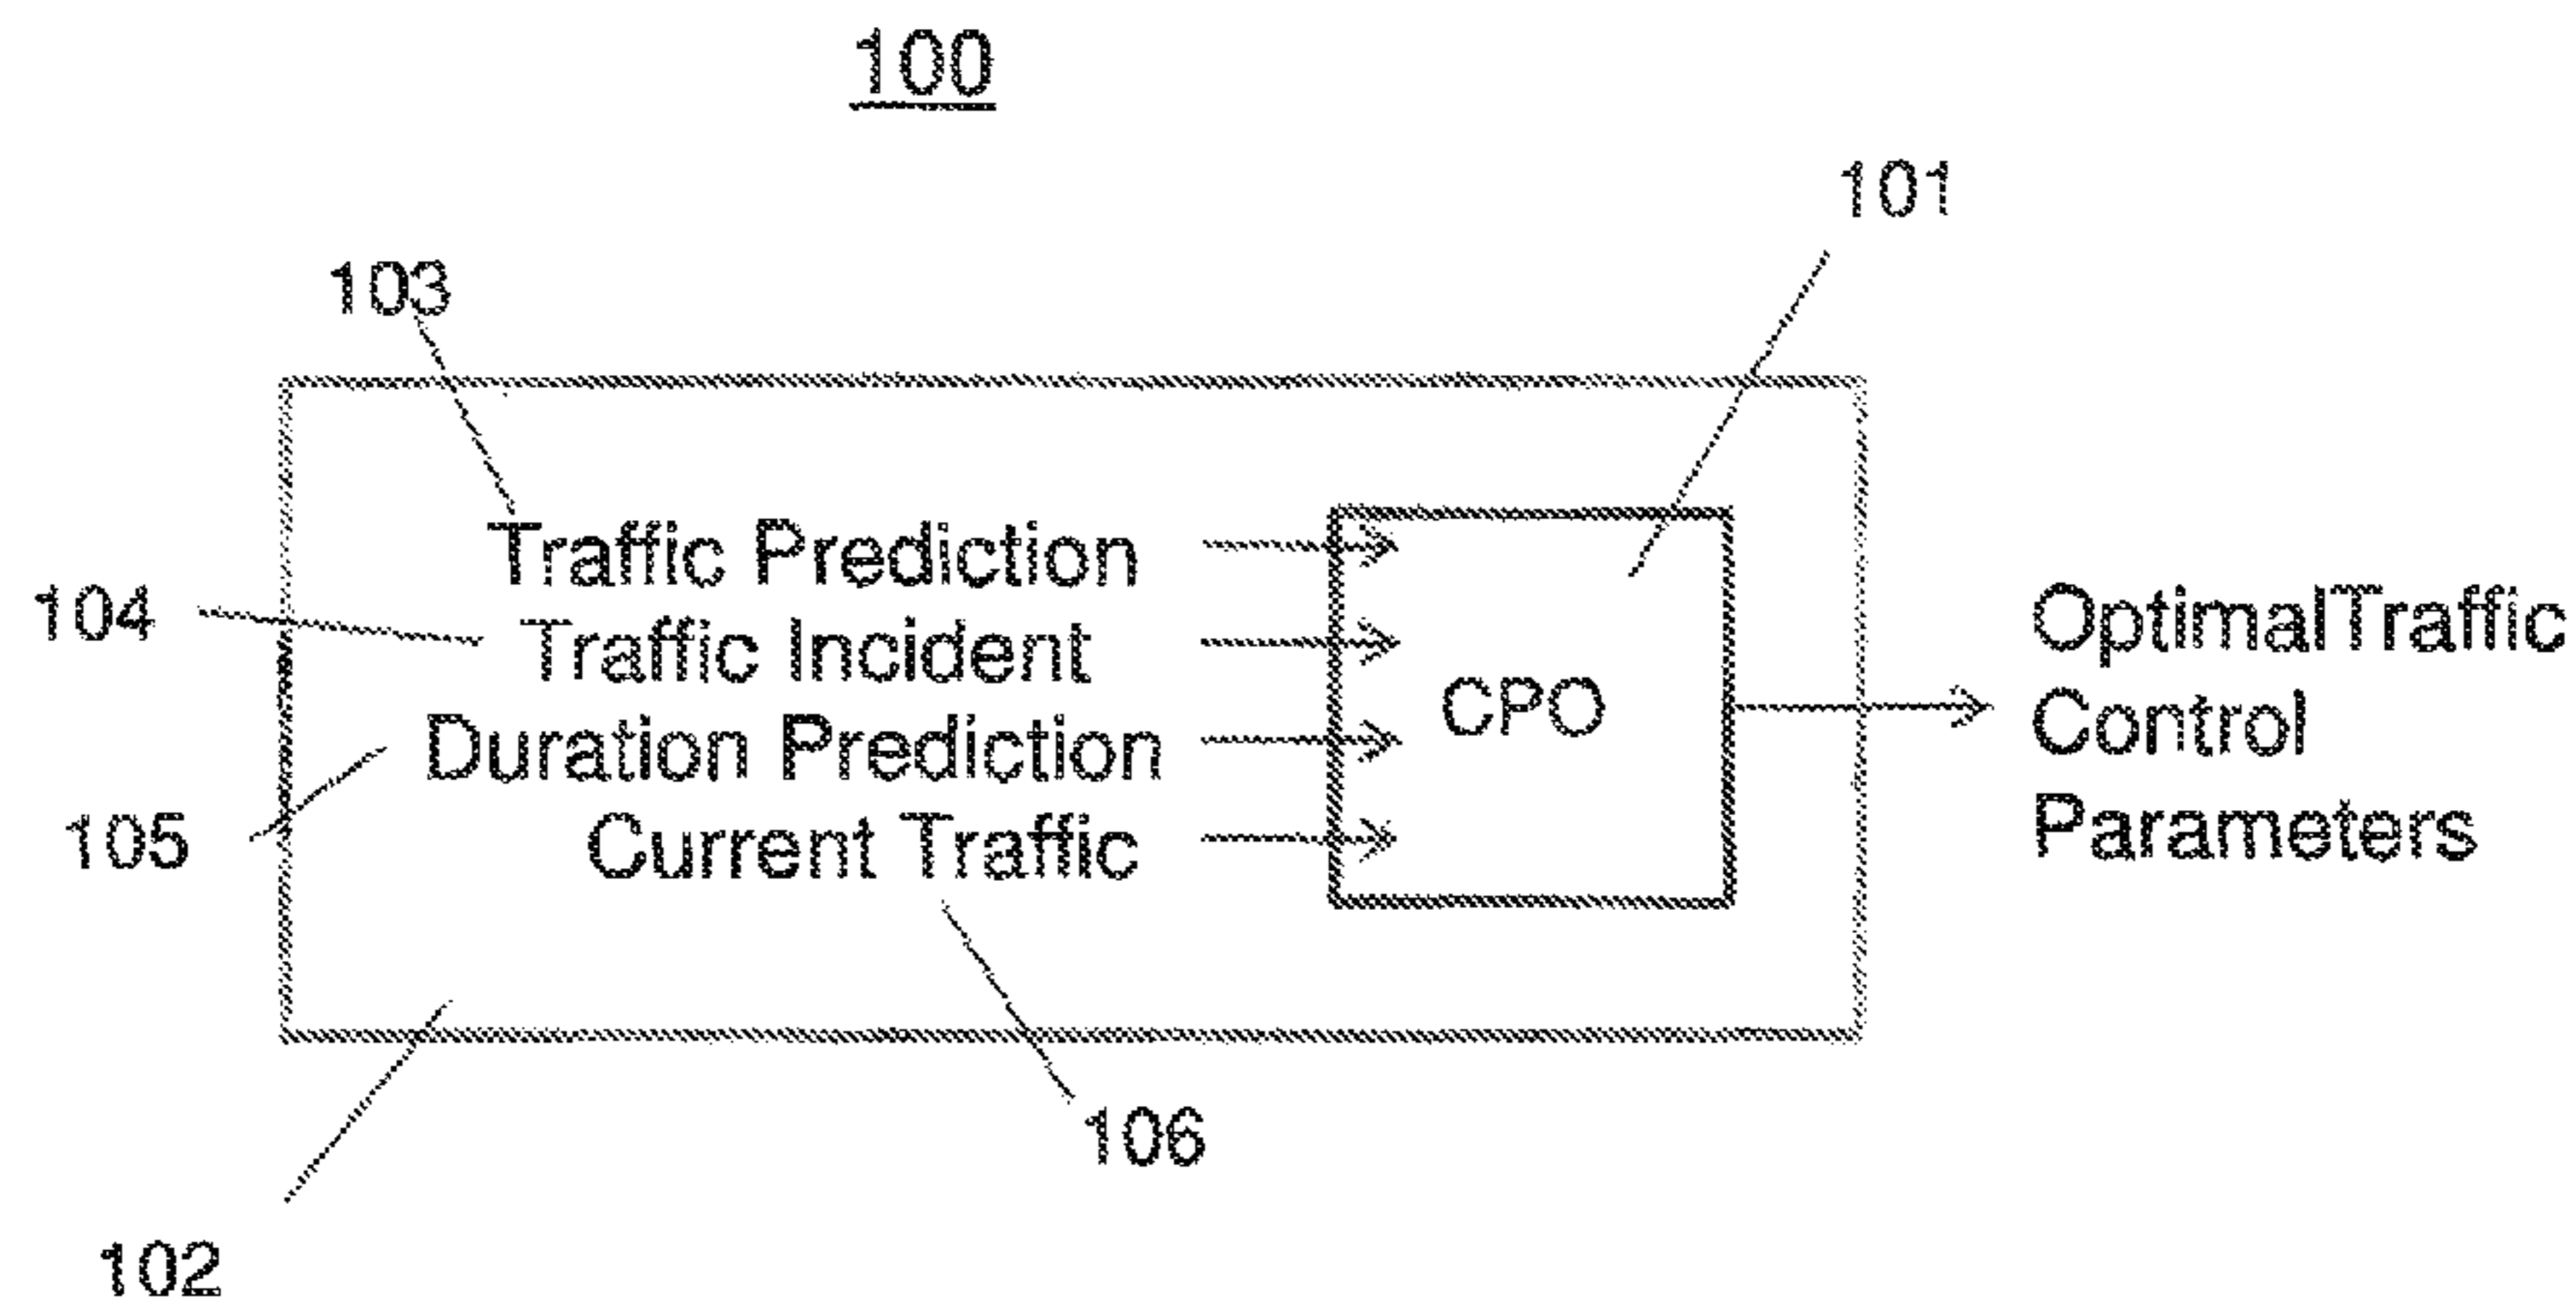 100
101
103
Traffic Prediction
104
Traffic Incident
Duration Prediction
105
Current Traffic
CPO
OptimalTraffic
Control
Parameters
106
102